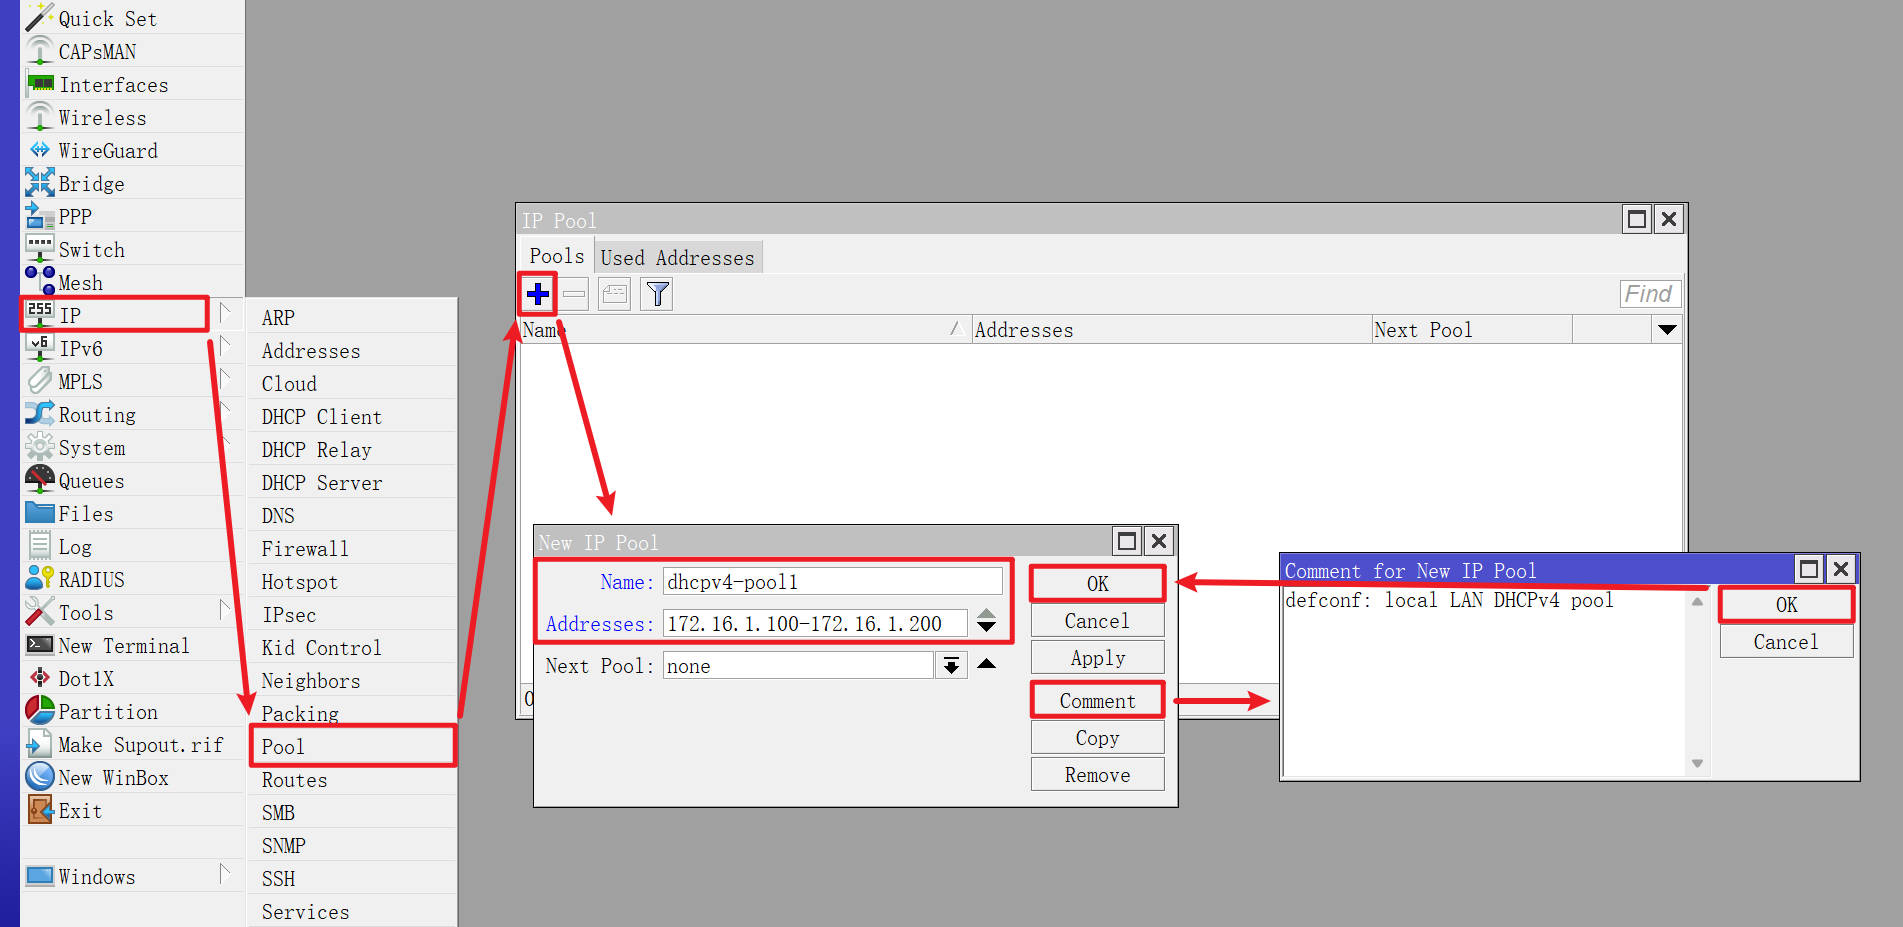 Quick Set
CAPsMAN
Interfaces
Wireless
WireGuard
Bridge
PPP
Switch
Mesh
255
IP
v6
IPv6
MPLS
Routing
System
Queues
Files
Log
RADIUS
Tools
New Terminal
Dot1X
Partition
Make Supout.rif
New WinBox
Exit
Windows
ARP
Addresses
Cloud
DHCP Client
DHCP Relay
DHCP Server
DNS
Firewall
Hotspot
IPsec
Kid Control
Neighbors
Packing
Pool
Routes
SMB
SNMP
SSH
Services
IP Pool
Pools
Used Addresses
Find
Name
Addresses
Next Pool
0
New IP Pool
Name: dhcpv4-pool1
Addresses: 172.16.1.100-172.16.1.200
Next Pool: none
OK
Cancel
Apply
Comment
Copy
Remove
Comment for New IP Pool
defconf: local LAN DHCPv4 pool
OK
Cancel